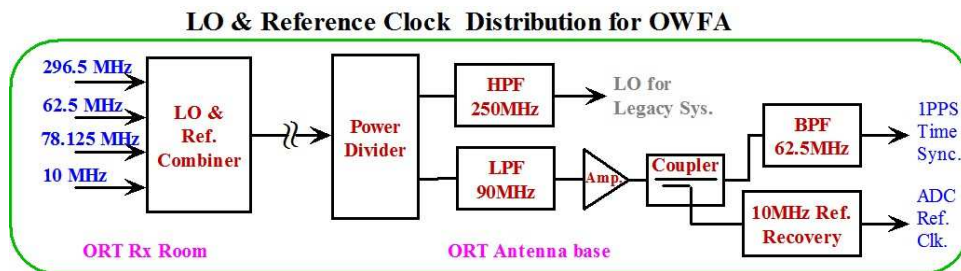 LO & Reference Clock Distribution for OWFA
296.5 MHz
62.5 MHz
78.125 MHz
10 MHz
LO &
Ref.
Combiner
Power
Divider
HPF
250MHz
LO for
Legacy Sys.
LPF
90MHz
Amp.
Coupler
BPF
62.5MHz
1PPS
Time
Sync.
10MHz Ref.
Recovery
ADC
Ref.
Clk.
ORT Rx Room
ORT Antenna base